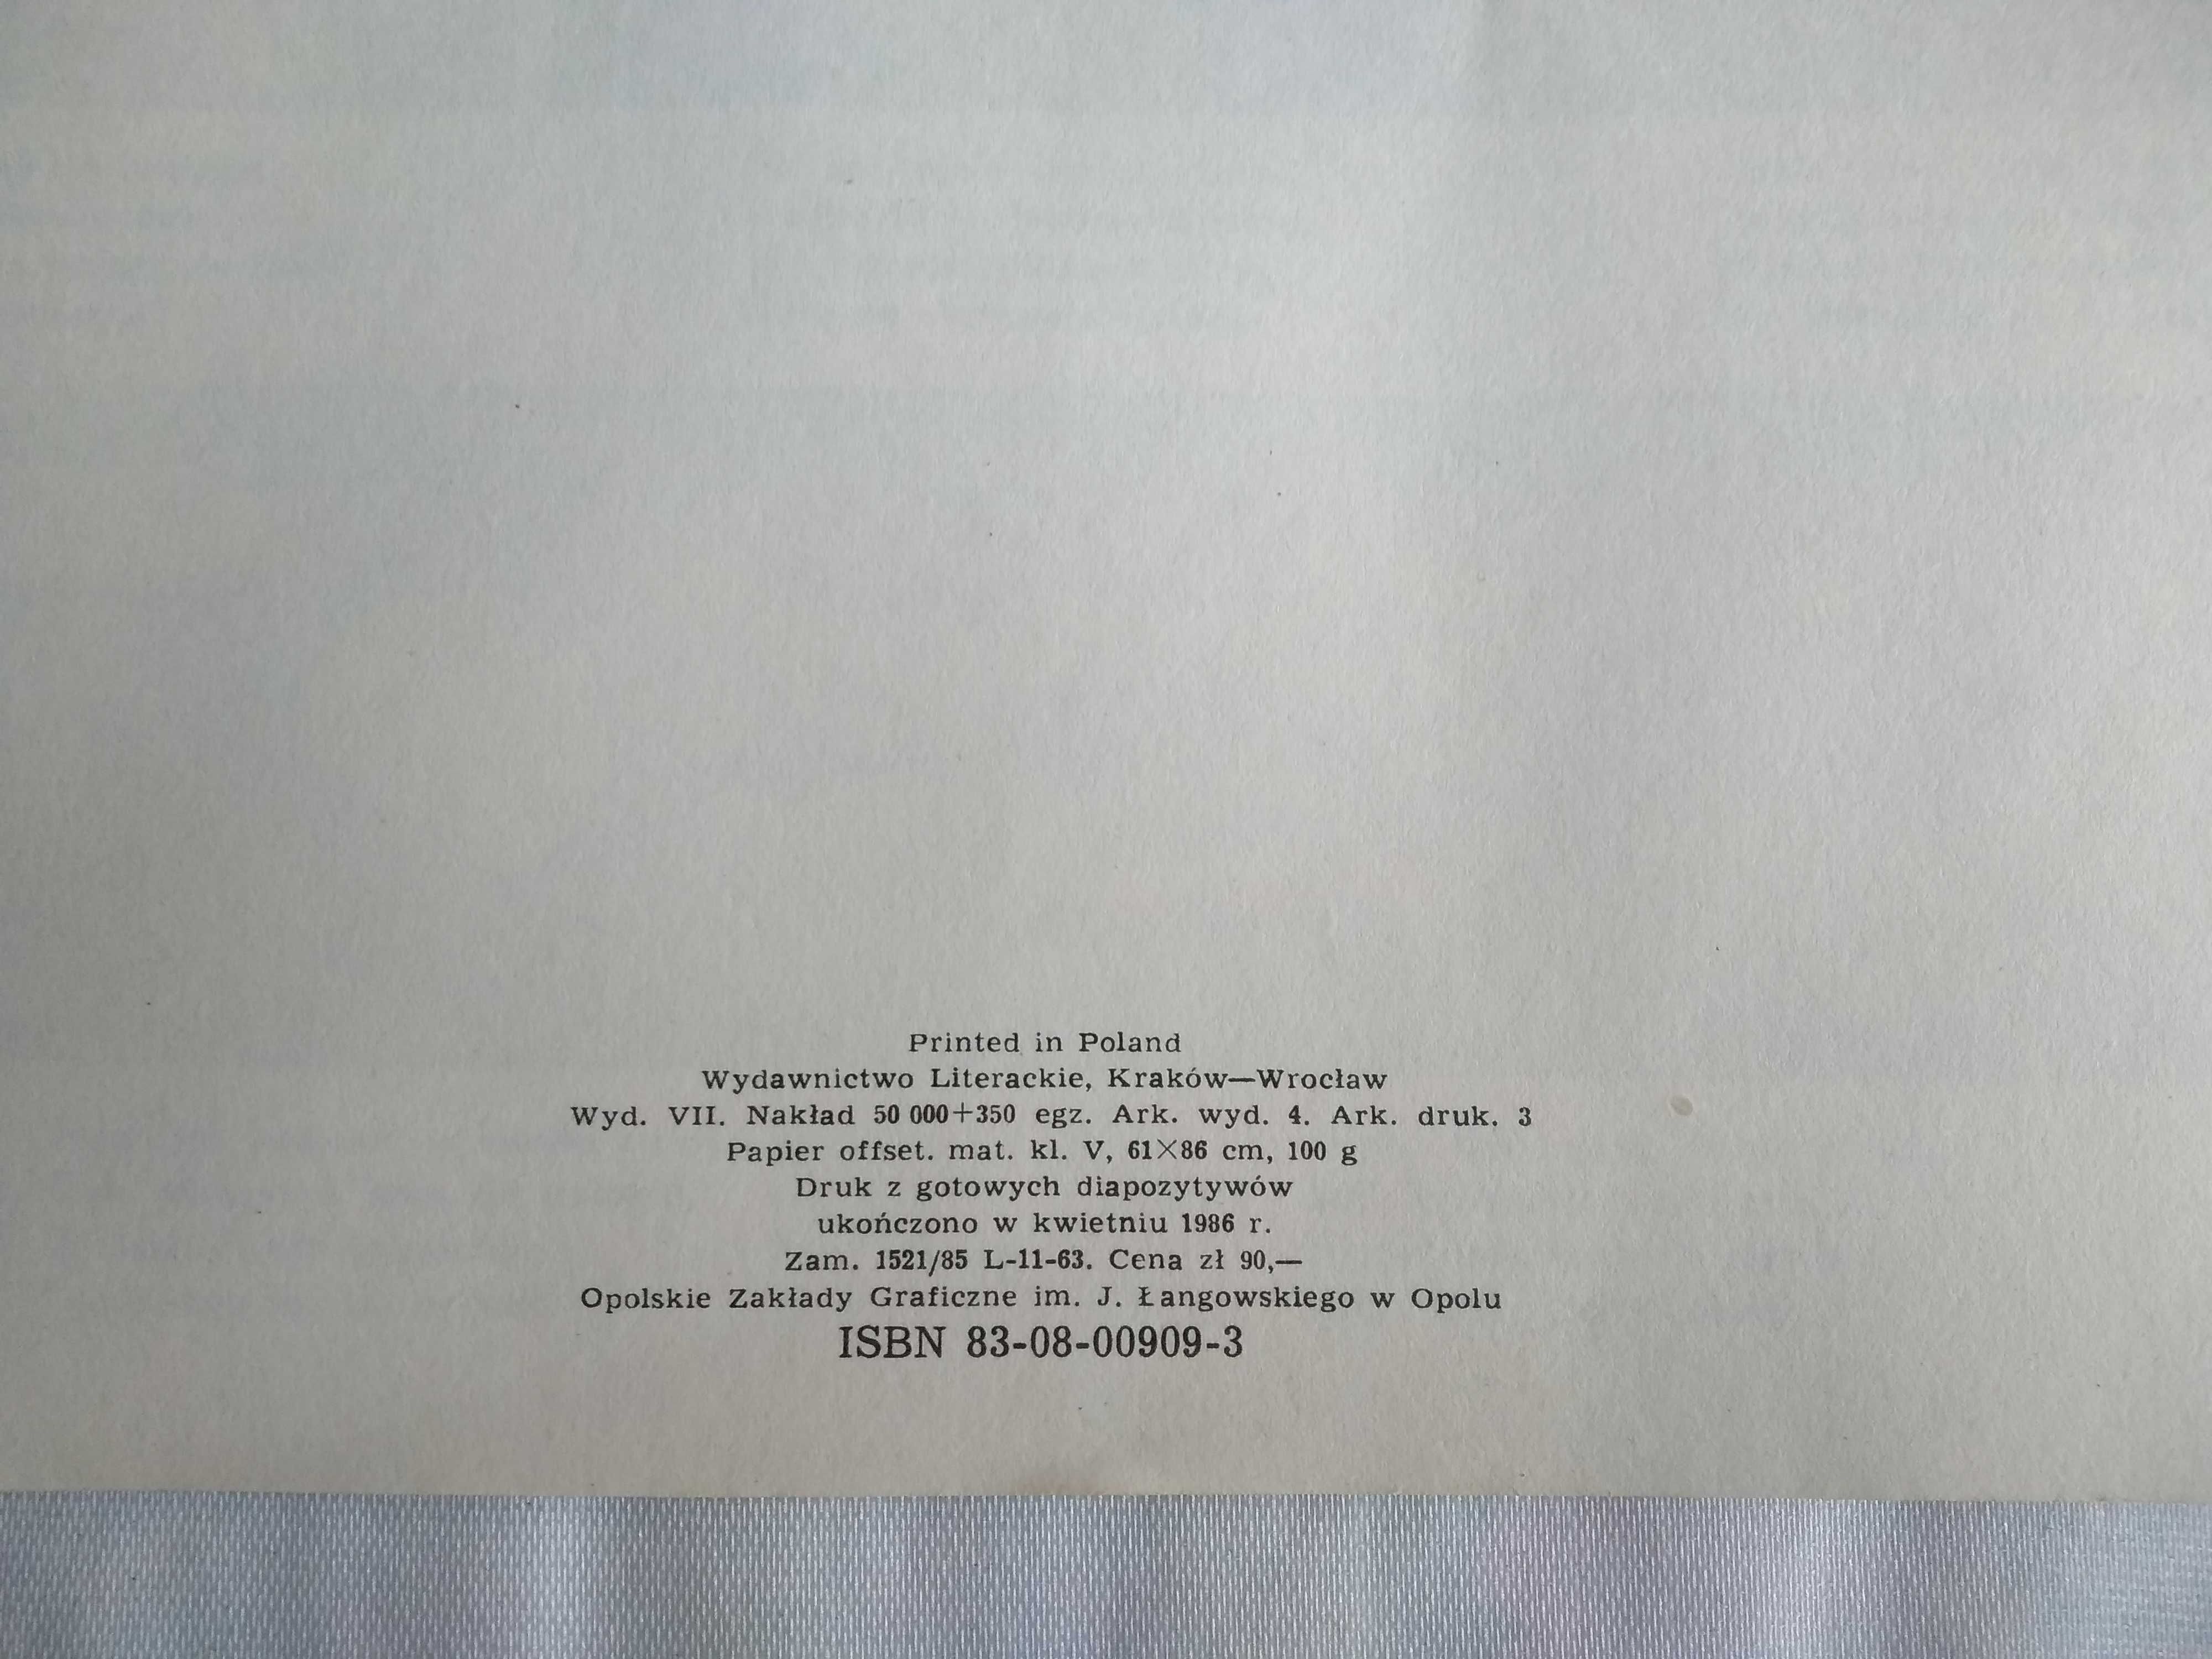 Printed in Poland
Wydawnictwo Literackie, Kraków—Wrocław
Wyd. VII. Nakład 50 000+350 egz. Ark. wyd. 4. Ark. druk. 3
Papier offset. mat. kl. V, 61×86 cm, 100 g
Druk z gotowych diapozytywów
ukończono w kwietniu 1986 r.
Zam. 1521/85 L-11-63. Cena zł 90,—
Opolskie Zakłady Graficzne im. J. Łangowskiego w Opolu
ISBN 83-08-00909-3